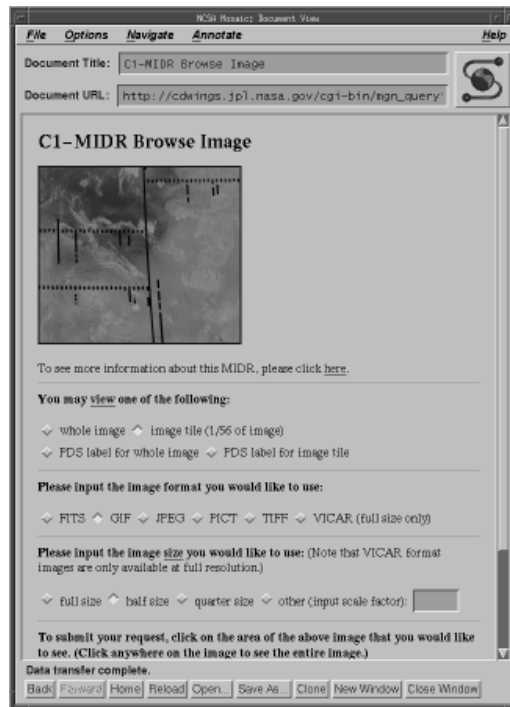 NCSA Mosaic: Document View
File Options Navigate Annotate Help
Document Title: C1-MIDR Browse Image
Document URL: http://cdwings.jpl.nasa.gov/cgi-bin/mgn_query
C1-MIDR Browse Image
To see more information about this MIDR, please click here.
You may view one of the following:
whole image image tile (1/56 of image)
PDS label for whole image PDS label for image tile
Please input the image format you would like to use:
FITS GIF JPEG PICT TIFF VICAR (full size only)
Please input the image size you would like to use: (Note that VICAR format
images are only available at full resolution.)
full size half size quarter size other (input scale factor):
To submit your request, click on the area of the above image that you would like
to see. (Click anywhere on the image to see the entire image.)
Data transfer complete.
Back Forward Home Reload Open... Save As... Clone New Window Close Window